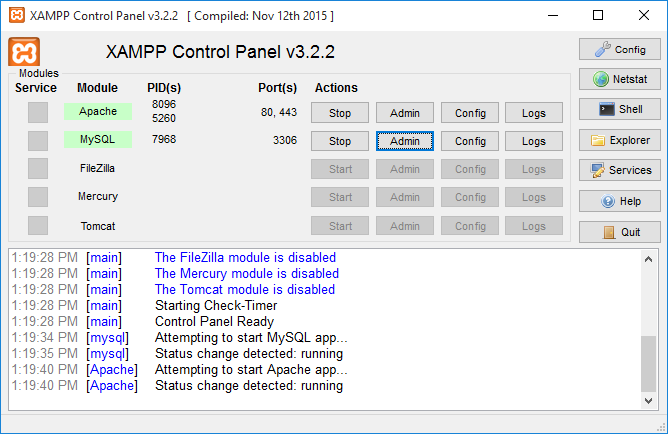 XAMPP Control Panel v3.2.2 [ Compiled: Nov 12th 2015 ]
XAMPP Control Panel v3.2.2
Config
Modules
Service Module PID(s) Port(s) Actions
Netstat
Apache 8096 5260 80, 443 Stop Admin Config Logs
Shell
MySQL 7968 3306 Stop Admin Config Logs
Explorer
FileZilla Start Admin Config Logs
Services
Mercury Start Admin Config Logs
Help
Tomcat Start Admin Config Logs
Quit
1:19:28 PM [main] The FileZilla module is disabled
1:19:28 PM [main] The Mercury module is disabled
1:19:28 PM [main] The Tomcat module is disabled
1:19:28 PM [main] Starting Check-Timer
1:19:28 PM [main] Control Panel Ready
1:19:34 PM [mysql] Attempting to start MySQL app...
1:19:35 PM [mysql] Status change detected: running
1:19:40 PM [Apache] Attempting to start Apache app...
1:19:40 PM [Apache] Status change detected: running